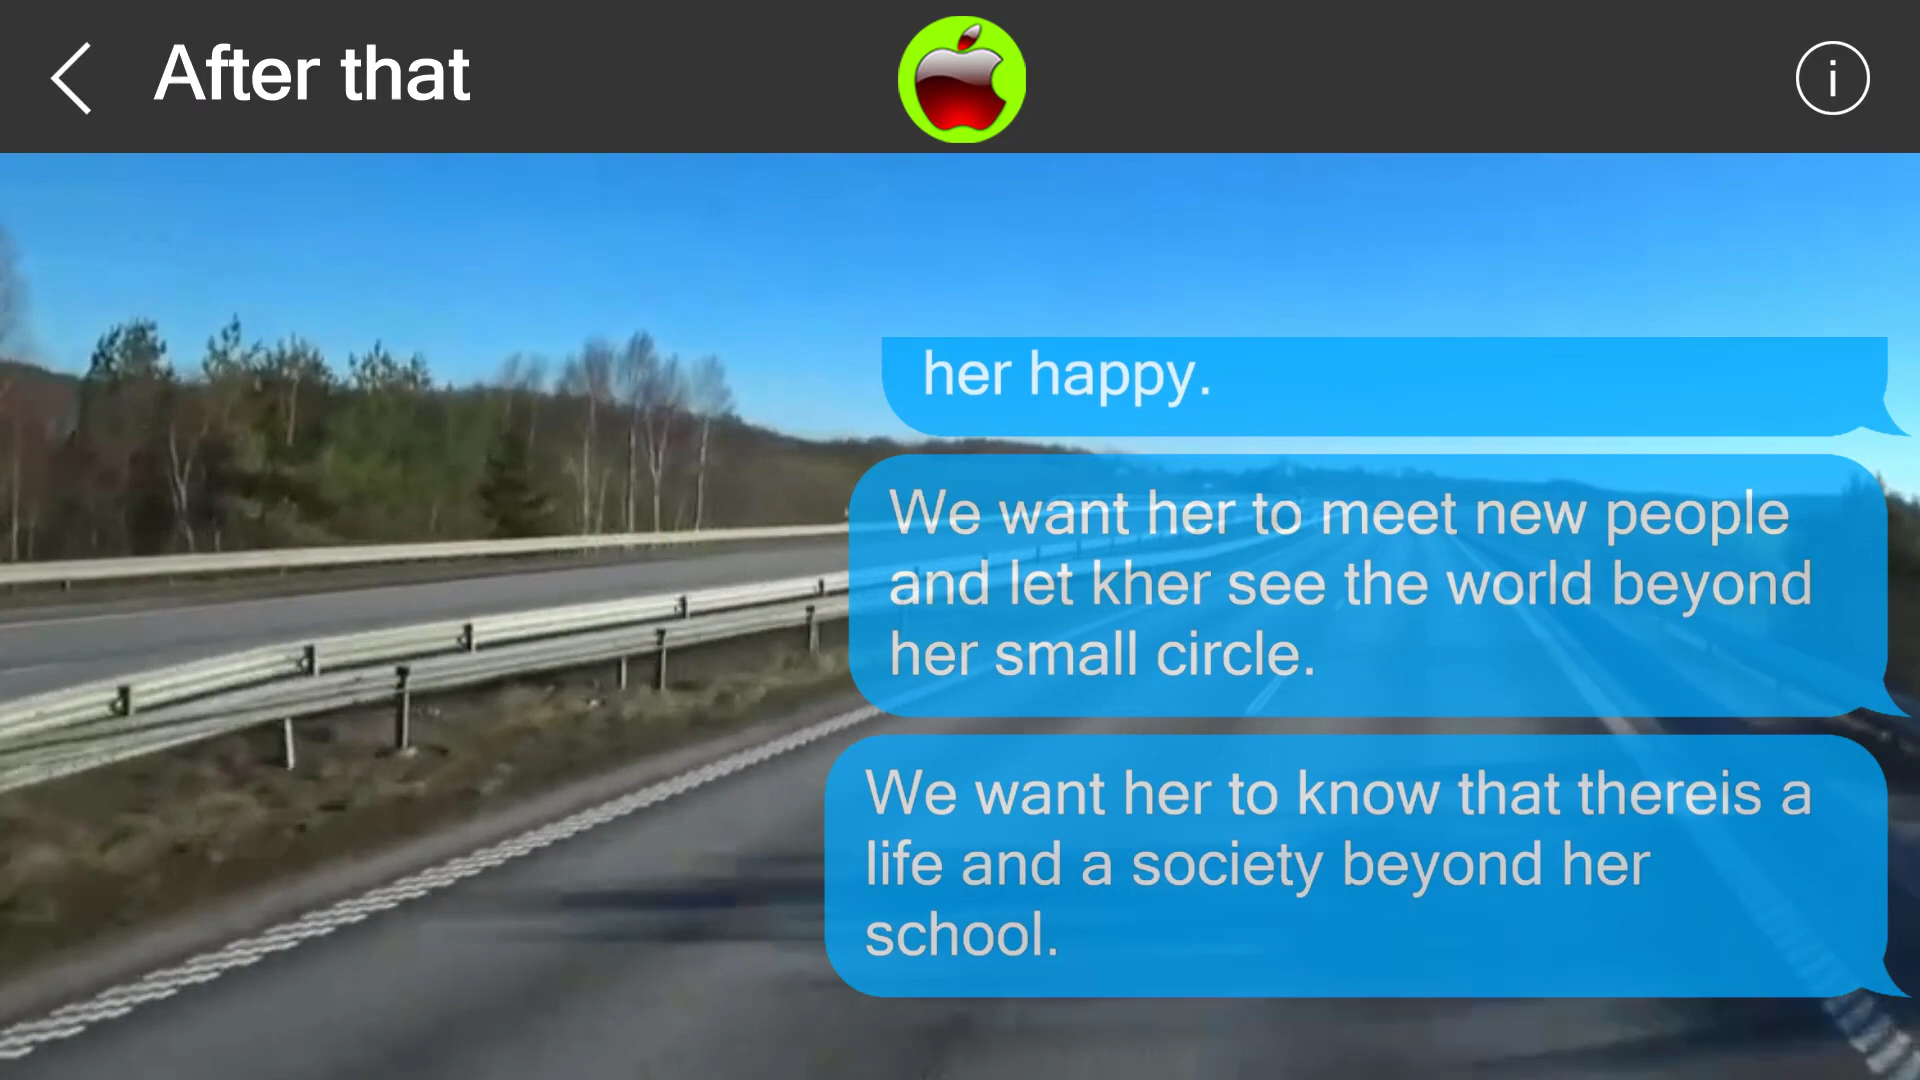 After that
i
her happy.
We want her to meet new people
and let kher see the world beyond
her small circle.
We want her to know that thereis a
life and a society beyond her
school.